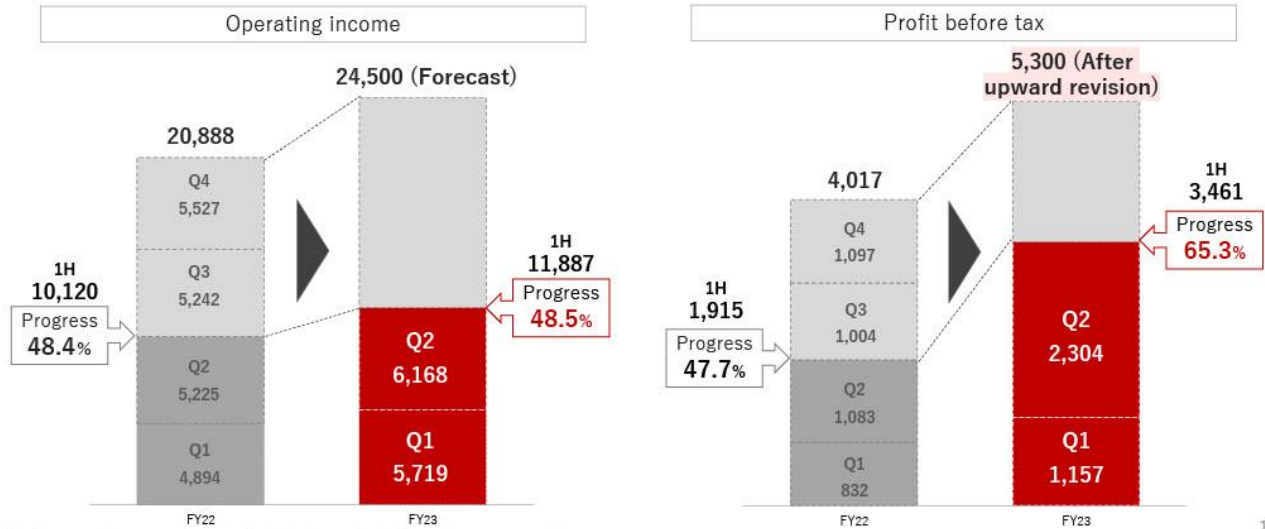 Operating income
24,500 (Forecast)
20,888
Q4
5,527
Q3
5,242
1H
10,120
Progress
48.4%
Q2
5,225
Q1
4,894
1H
11,887
Progress
48.5%
Q2
6,168
Q1
5,719
FY22
FY23
Profit before tax
5,300 (After
upward revision)
4,017
Q4
1,097
Q3
1,004
1H
1,915
Progress
47.7%
Q2
1,083
Q1
832
1H
3,461
Progress
65.3%
Q2
2,304
Q1
1,157
FY22
FY23